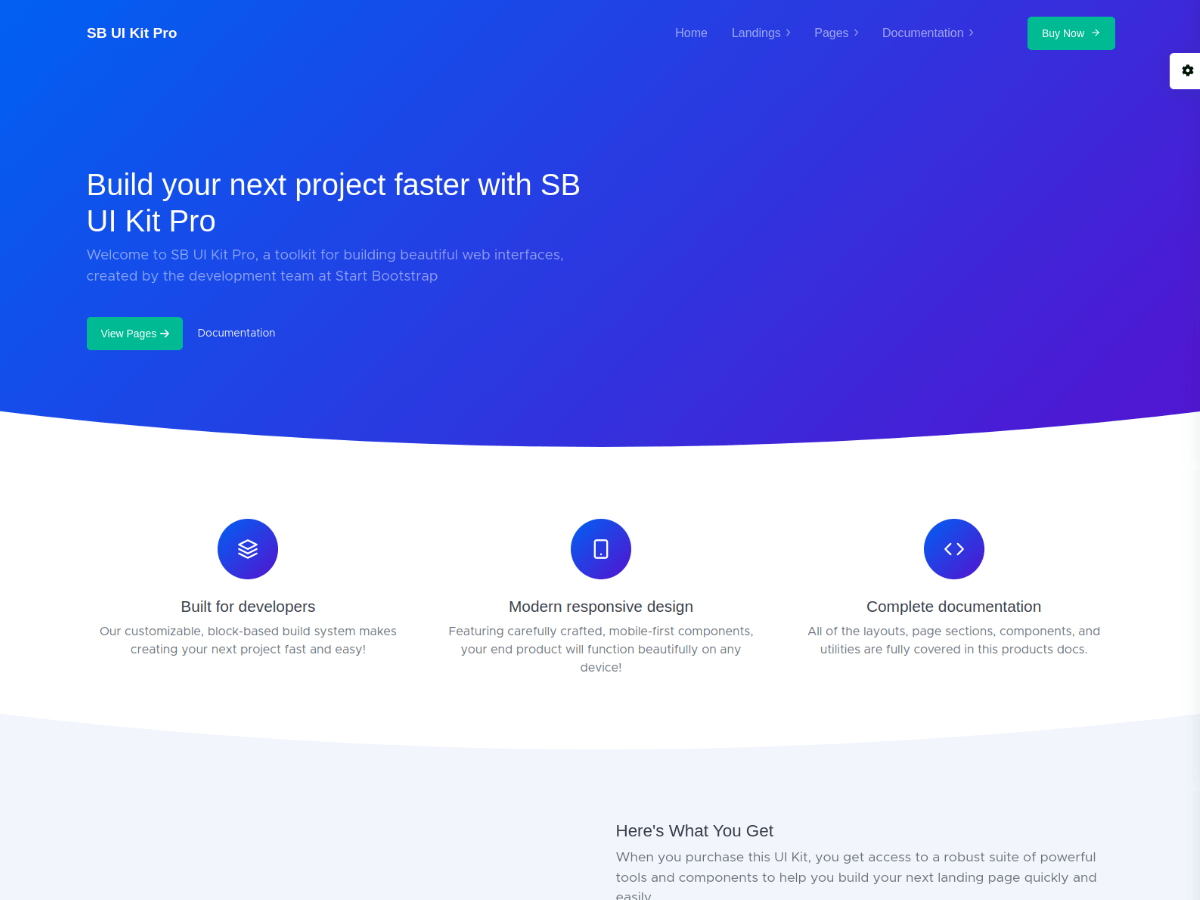 SB UI Kit Pro
Home
Landings
Pages
Documentation
Buy Now
Build your next project faster with SB
UI Kit Pro
Welcome to SB UI Kit Pro, a toolkit for building beautiful web interfaces,
created by the development team at Start Bootstrap
View Pages
Documentation
Built for developers
Our customizable, block-based build system makes
creating your next project fast and easy!
Modern responsive design
Featuring carefully crafted, mobile-first components,
your end product will function beautifully on any
device!
Complete documentation
All of the layouts, page sections, components, and
utilities are fully covered in this products docs.
Here's What You Get
When you purchase this UI Kit, you get access to a robust suite of powerful
tools and components to help you build your next landing page quickly and
easily.